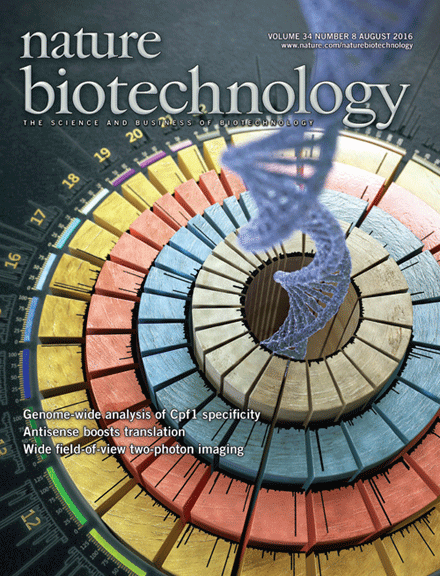 VOLUME 34 NUMBER 8 AUGUST 2016
www.nature.com/naturebiotechnology
nature
biotechnology
THE SCIENCE AND BUSINESS OF BIOTECHNOLOGY
20
19
18
17
16
Genome-wide analysis of Cpf1 specificity
Antisense boosts translation
Wide field-of-view two-photon imaging
12